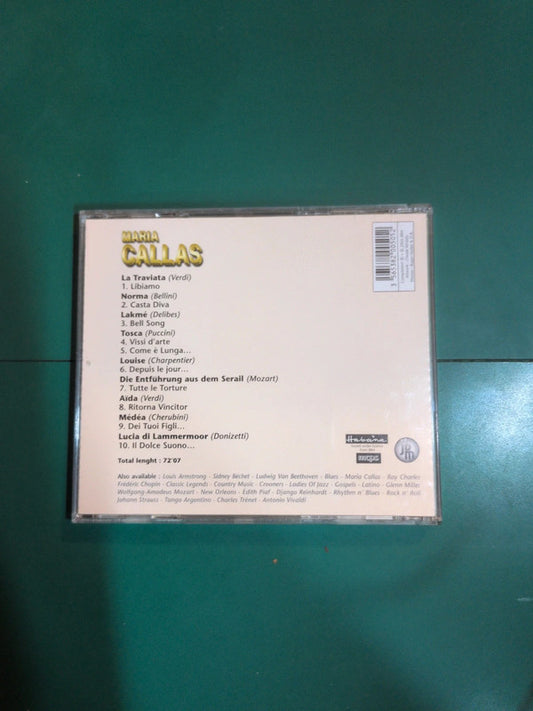 MARIA
CALLAS
La Traviata (Verdi)
1. Libiamo
Norma (Bellini)
2. Casta Diva
Lakmé (Delibes)
3. Bell Song
Tosca (Puccini)
4. Vissi d'arte
5. Come è Lunga...
Louise (Charpentier)
6. Depuis le jour...
Die Entführung aus dem Serail (Mozart)
7. Tutte le Torture
Aïda (Verdi)
8. Ritorna Vincitor
Médéa (Cherubini)
9. Dei Tuoi Figli...
Lucia di Lammermoor (Donizetti)
10. Il Dolce Suono...
Total lenght : 72'07
Also available : Louis Armstrong - Sidney Bechet - Ludwig Van Beethoven - Blues - Maria Callas - Ray Charles
Frédéric Chopin - Classic Legends - Country Music - Crooners - Ladies Of Jazz - Gospels - Latino - Glenn Miller
Wolfgang-Amadeus Mozart - New Orleans - Edith Piaf - Django Reinhardt - Rhythm n' Blues - Rock n' Roll
Johann Strauss - Tango Argentino - Charles Trénet - Antonio Vivaldi
Habana
mcps